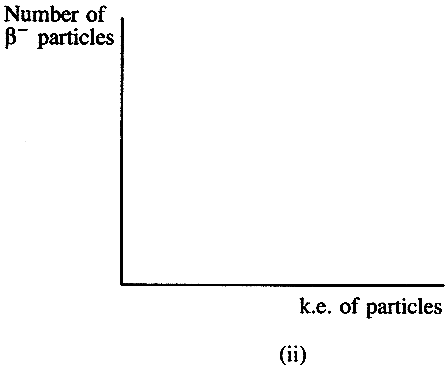 Number of
β⁻ particles
k.e. of particles
(ii)